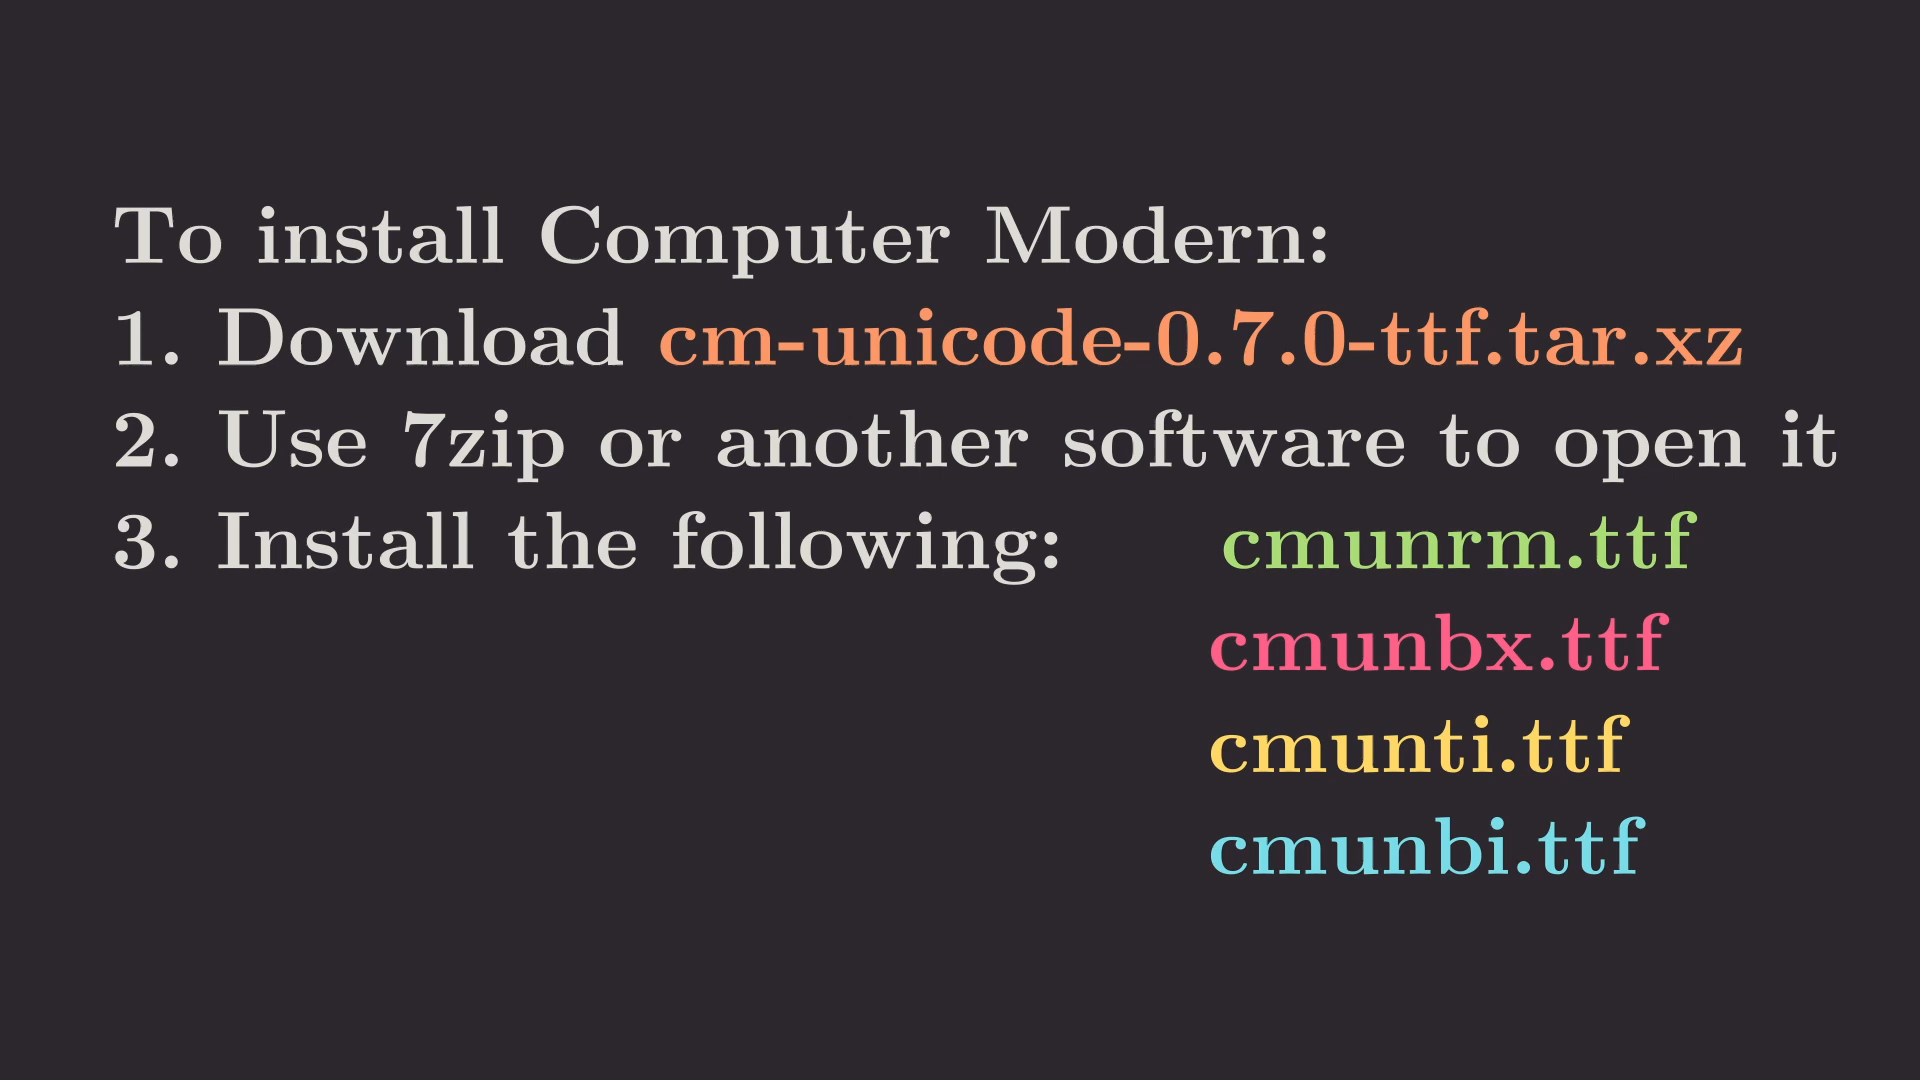 To install Computer Modern:
1. Download cm-unicode-0.7.0-ttf.tar.xz
2. Use 7zip or another software to open it
3. Install the following: cmunrm.ttf
cmunbx.ttf
cmunti.ttf
cmunbi.ttf